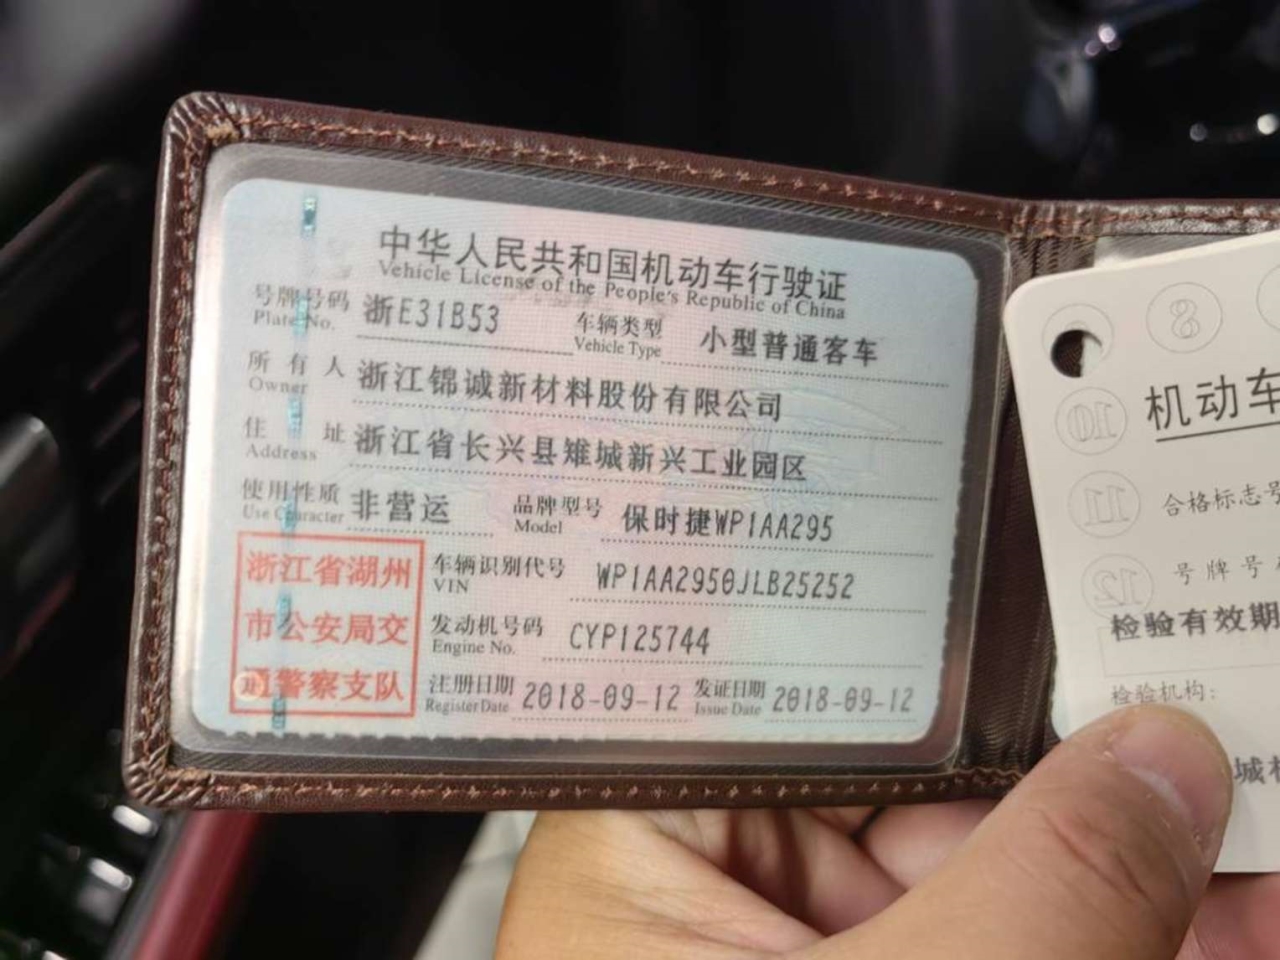 中华人民共和国机动车行驶证
Vehicle License of the People's Republic of China
号牌号码 浙E31B53 车辆类型 小型普通客车
Plate No. Vehicle Type
所有人 浙江锦诚新材料股份有限公司
Owner
住址 浙江省长兴县雉城新兴工业园区
Address
使用性质 非营运 品牌型号 保时捷WP1AA295
Use Character Model
浙江省湖州
市公安局交
通警察支队
车辆识别代号 WP1AA2950JLB25252
VIN
发动机号码 CYP125744
Engine No.
注册日期 2018-09-12 发证日期 2018-09-12
Register Date Issue Date
8
10
11
12
机动车
合格标志号
号牌号
检验有效期
检验机构:
城